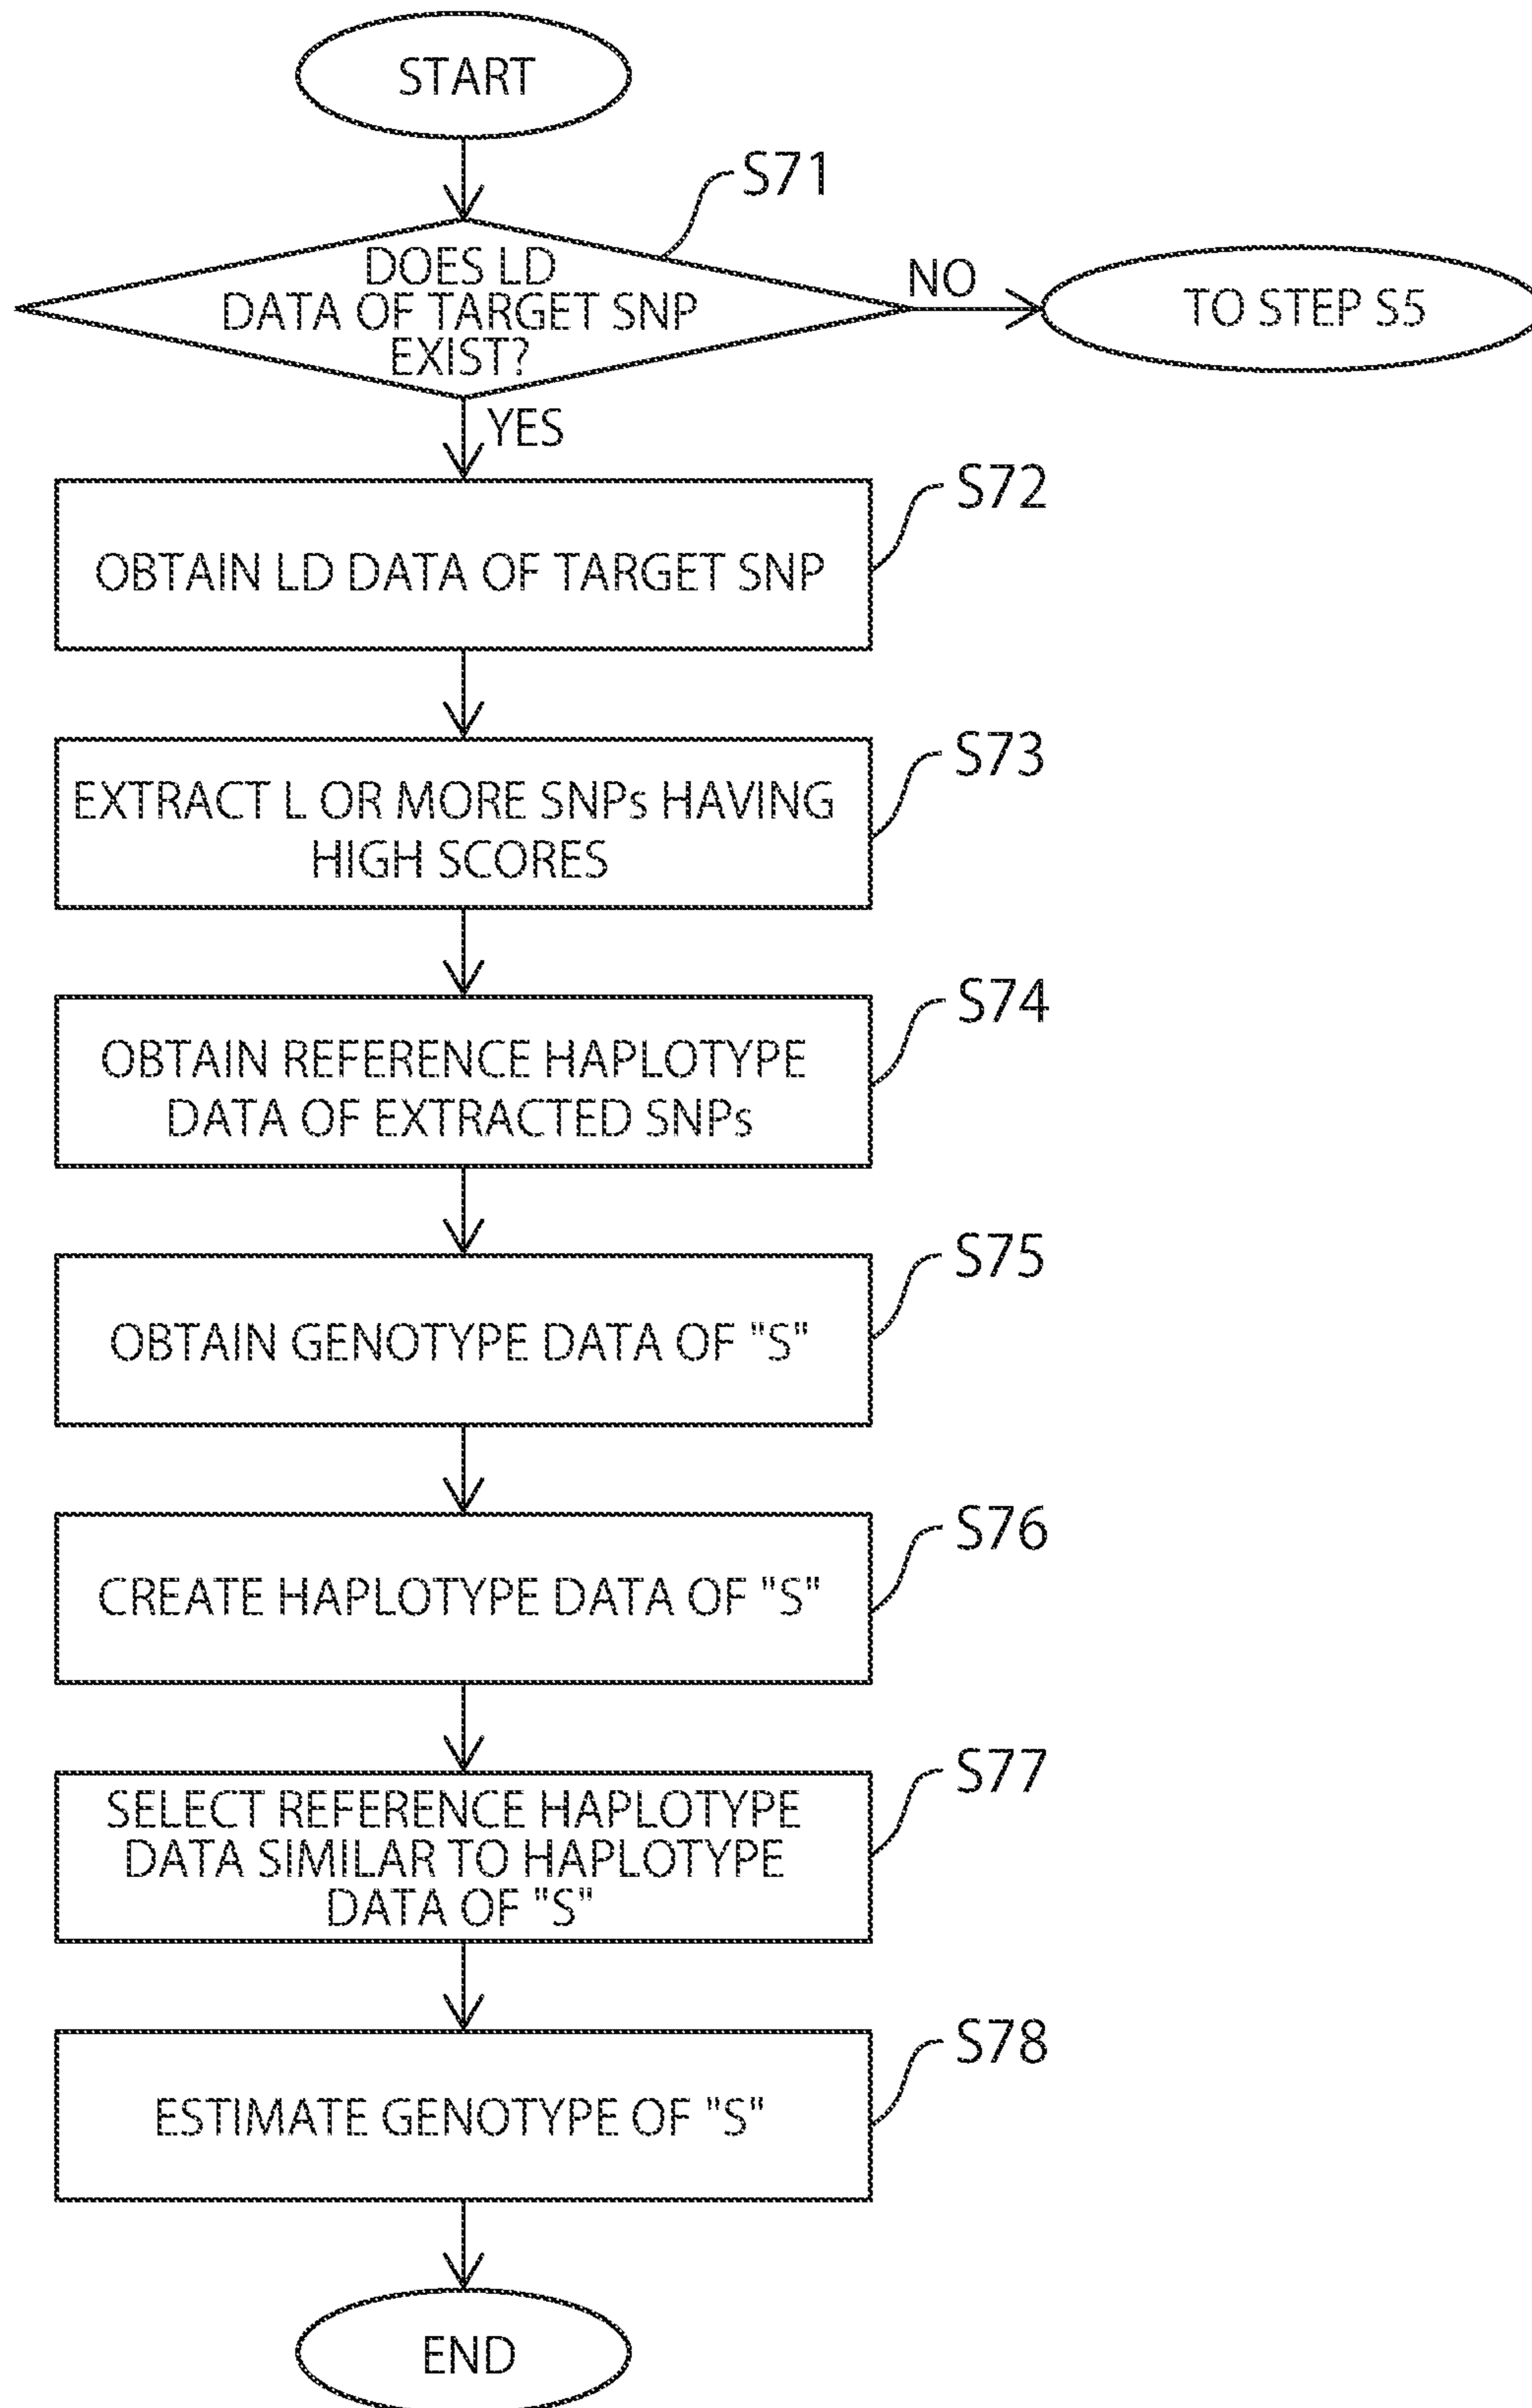 START
S71
DOES LD
DATA OF TARGET SNP
EXIST?
NO
TO STEP S5
YES
S72
OBTAIN LD DATA OF TARGET SNP
S73
EXTRACT L OR MORE SNPs HAVING
HIGH SCORES
S74
OBTAIN REFERENCE HAPLOTYPE
DATA OF EXTRACTED SNPs
S75
OBTAIN GENOTYPE DATA OF "S"
S76
CREATE HAPLOTYPE DATA OF "S"
S77
SELECT REFERENCE HAPLOTYPE
DATA SIMILAR TO HAPLOTYPE
DATA OF "S"
S78
ESTIMATE GENOTYPE OF "S"
END